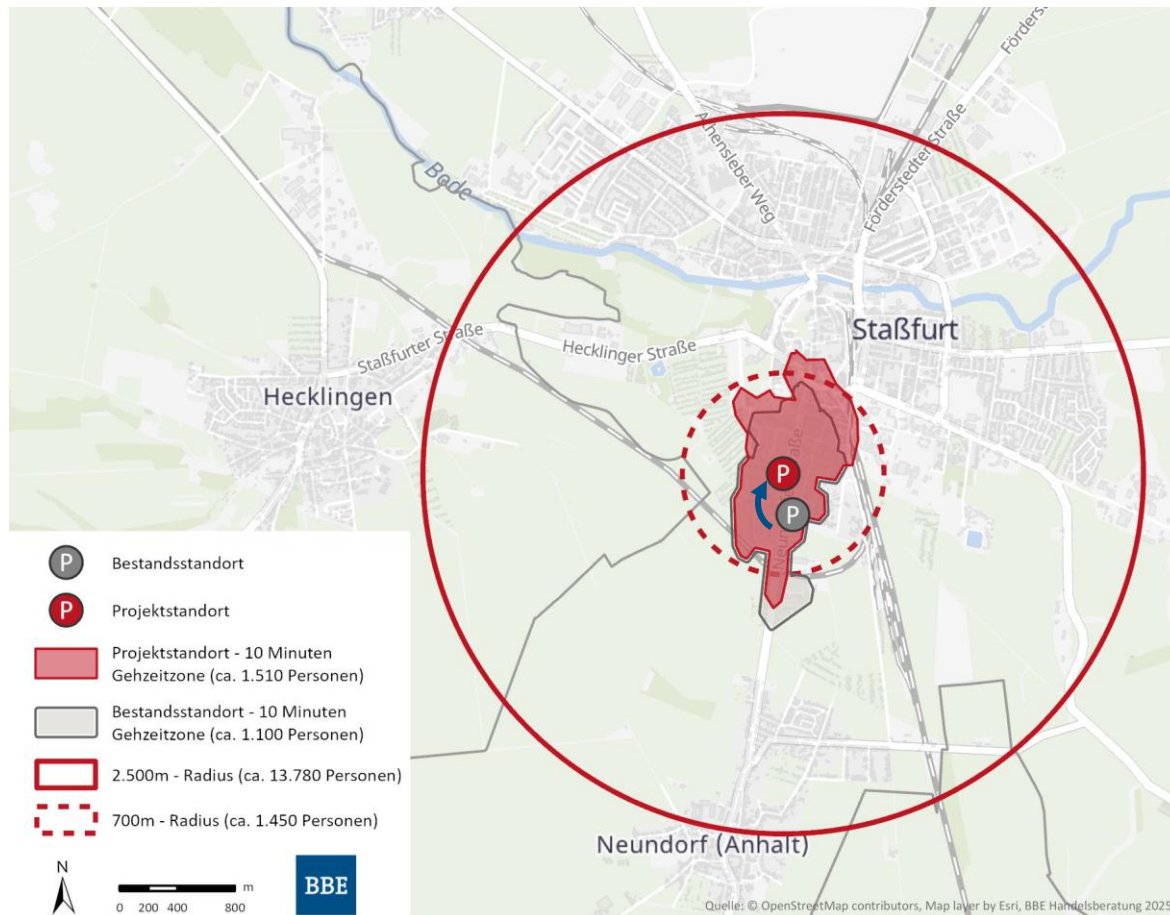 Förderst
Athensleber Weg
Förderstedter Straße
Bode
Staßfurt
Hecklinger Straße
Staßfurter Straße
Hecklingen
P
P
P
Bestandsstandort
P
Projektstandort
Projektstandort - 10 Minuten
Gehzeitzone (ca. 1.510 Personen)
Bestandsstandort - 10 Minuten
Gehzeitzone (ca. 1.100 Personen)
2.500m - Radius (ca. 13.780 Personen)
700m - Radius (ca. 1.450 Personen)
Neundorf (Anhalt)
N
m
0 200 400 800
BBE
Quelle: © OpenStreetMap contributors, Map layer by Esri, BBE Handelsberatung 2025